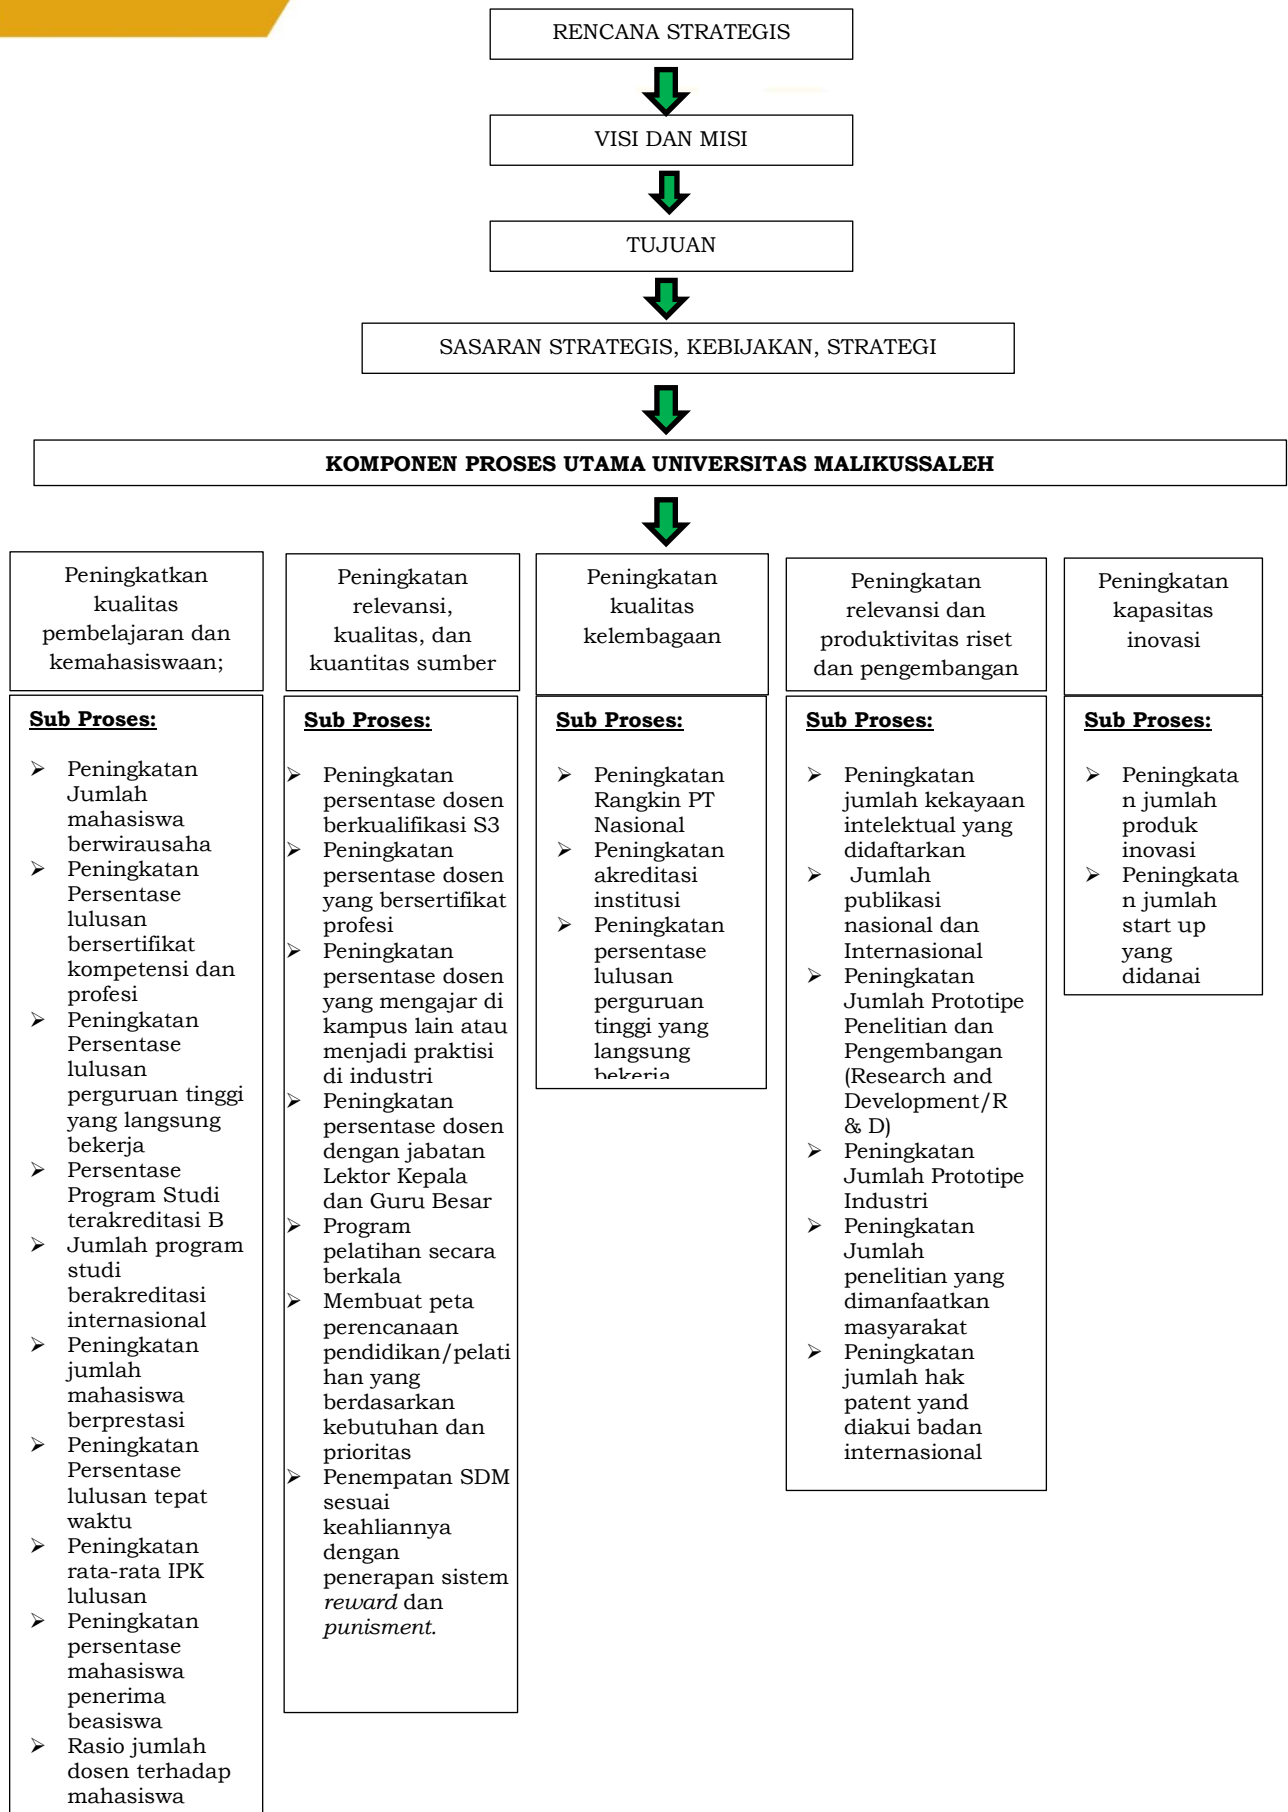 RENCANA STRATEGIS
VISI DAN MISI
TUJUAN
SASARAN STRATEGIS, KEBIJAKAN, STRATEGI
KOMPONEN PROSES UTAMA UNIVERSITAS MALIKUSSALEH
Peningkatkan
kualitas
pembelajaran dan
kemahasiswaan;
Sub Proses:
➢ Peningkatan
Jumlah
mahasiswa
berwirausaha
➢ Peningkatan
Persentase
lulusan
bersertifikat
kompetensi dan
profesi
➢ Peningkatan
Persentase
lulusan
perguruan tinggi
yang langsung
bekerja
➢ Persentase
Program Studi
terakreditasi B
➢ Jumlah program
studi
berakreditasi
internasional
➢ Peningkatan
jumlah
mahasiswa
berprestasi
➢ Peningkatan
Persentase
lulusan tepat
waktu
➢ Peningkatan
rata-rata IPK
lulusan
➢ Peningkatan
persentase
mahasiswa
penerima
beasiswa
➢ Rasio jumlah
dosen terhadap
mahasiswa
Peningkatan
relevansi,
kualitas, dan
kuantitas sumber
Sub Proses:
➢ Peningkatan
persentase dosen
berkualifikasi S3
➢ Peningkatan
persentase dosen
yang bersertifikat
profesi
➢ Peningkatan
persentase dosen
yang mengajar di
kampus lain atau
menjadi praktisi
di industri
➢ Peningkatan
persentase dosen
dengan jabatan
Lektor Kepala
dan Guru Besar
➢ Program
pelatihan secara
berkala
➢ Membuat peta
perencanaan
pendidikan/pelati
han yang
berdasarkan
kebutuhan dan
prioritas
➢ Penempatan SDM
sesuai
keahliannya
dengan
penerapan sistem
reward dan
punisment.
Peningkatan
kualitas
kelembagaan
Sub Proses:
➢ Peningkatan
Rangkin PT
Nasional
➢ Peningkatan
akreditasi
institusi
➢ Peningkatan
persentase
lulusan
perguruan
tinggi yang
langsung
bekerja
Peningkatan
relevansi dan
produktivitas riset
dan pengembangan
Sub Proses:
➢ Peningkatan
jumlah kekayaan
intelektual yang
didaftarkan
➢ Jumlah
publikasi
nasional dan
Internasional
➢ Peningkatan
Jumlah Prototipe
Penelitian dan
Pengembangan
(Research and
Development/R
& D)
➢ Peningkatan
Jumlah Prototipe
Industri
➢ Peningkatan
Jumlah
penelitian yang
dimanfaatkan
masyarakat
➢ Peningkatan
jumlah hak
patent yand
diakui badan
internasional
Peningkatan
kapasitas
inovasi
Sub Proses:
➢ Peningkata
n jumlah
produk
inovasi
➢ Peningkata
n jumlah
start up
yang
didanai